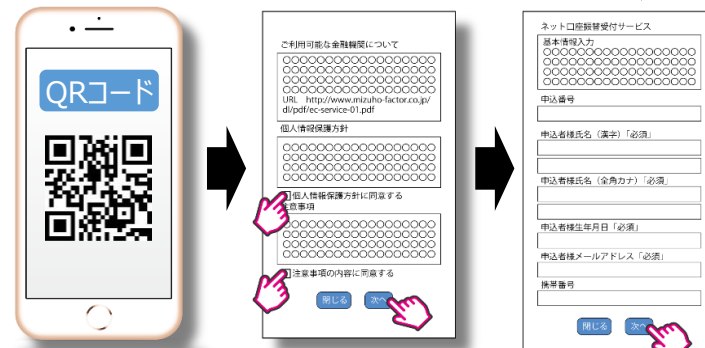 QRコード
ご利用可能な金融機関について
○○○○○○○○○○○○○○○○○○
○○○○○○○○○○○○○○○○○○
○○○○○○○○○○○○○○○○○○
○○○○○○○○○○○○○○○○○○
URL http://www.mizuho-factor.co.jp/
dl/pdf/ec-service-01.pdf
個人情報保護方針
○○○○○○○○○○○○○○○○○○
○○○○○○○○○○○○○○○○○○
○○○○○○○○○○○○○○○○○○
○○○○○○○○○○○○○○○○○○
個人情報保護方針に同意する
注意事項
○○○○○○○○○○○○○○○○○○
○○○○○○○○○○○○○○○○○○
○○○○○○○○○○○○○○○○○○
○○○○○○○○○○○○○○○○○○
注意事項の内容に同意する
閉じる 次へ
ネット口座振替受付サービス
基本情報入力
○○○○○○○○○○○○○○○○○○
○○○○○○○○○○○○○○○○○○
○○○○○○○○○○○○○○○○○○
○○○○○○○○○○○○○○○○○○
申込番号
申込者様氏名（漢字）「必須」
申込者様氏名（全角カナ）「必須」
申込者様生年月日「必須」
申込者様メールアドレス「必須」
携帯番号
閉じる 次へ